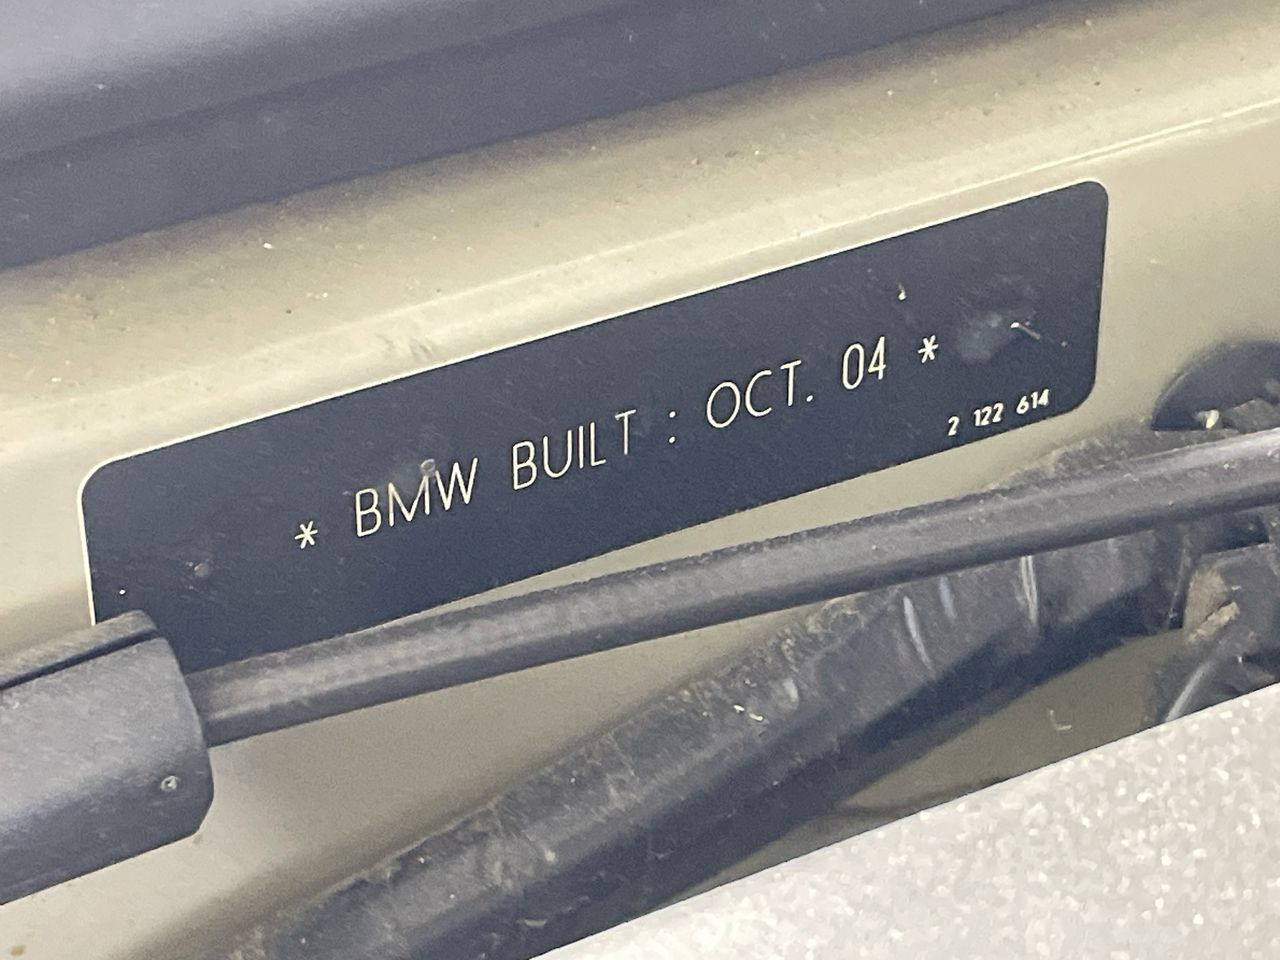 * BMW BUILT : OCT. 04 *
2 122 614